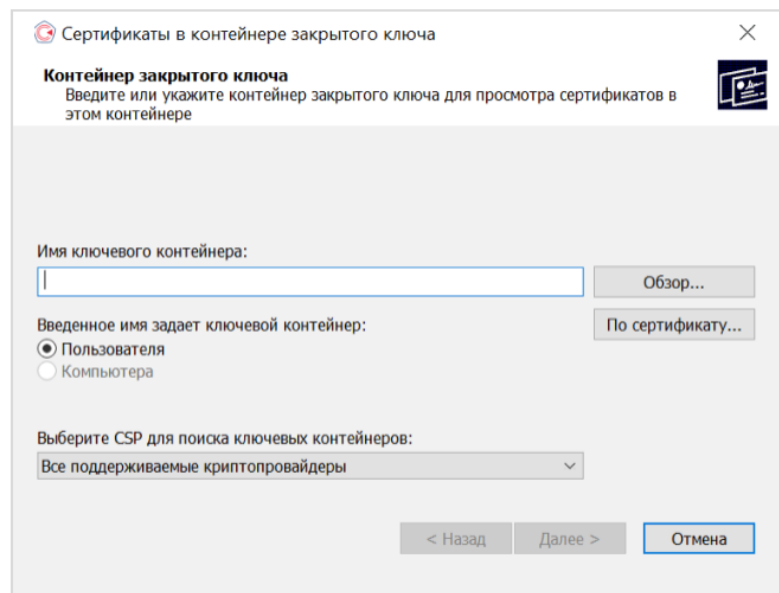 Сертификаты в контейнере закрытого ключа
Контейнер закрытого ключа
Введите или укажите контейнер закрытого ключа для просмотра сертификатов в
этом контейнере
Имя ключевого контейнера:
Обзор...
Введенное имя задает ключевой контейнер:
По сертификату...
Пользователя
Компьютера
Выберите CSP для поиска ключевых контейнеров:
Все поддерживаемые криптопровайдеры
< Назад
Далее >
Отмена